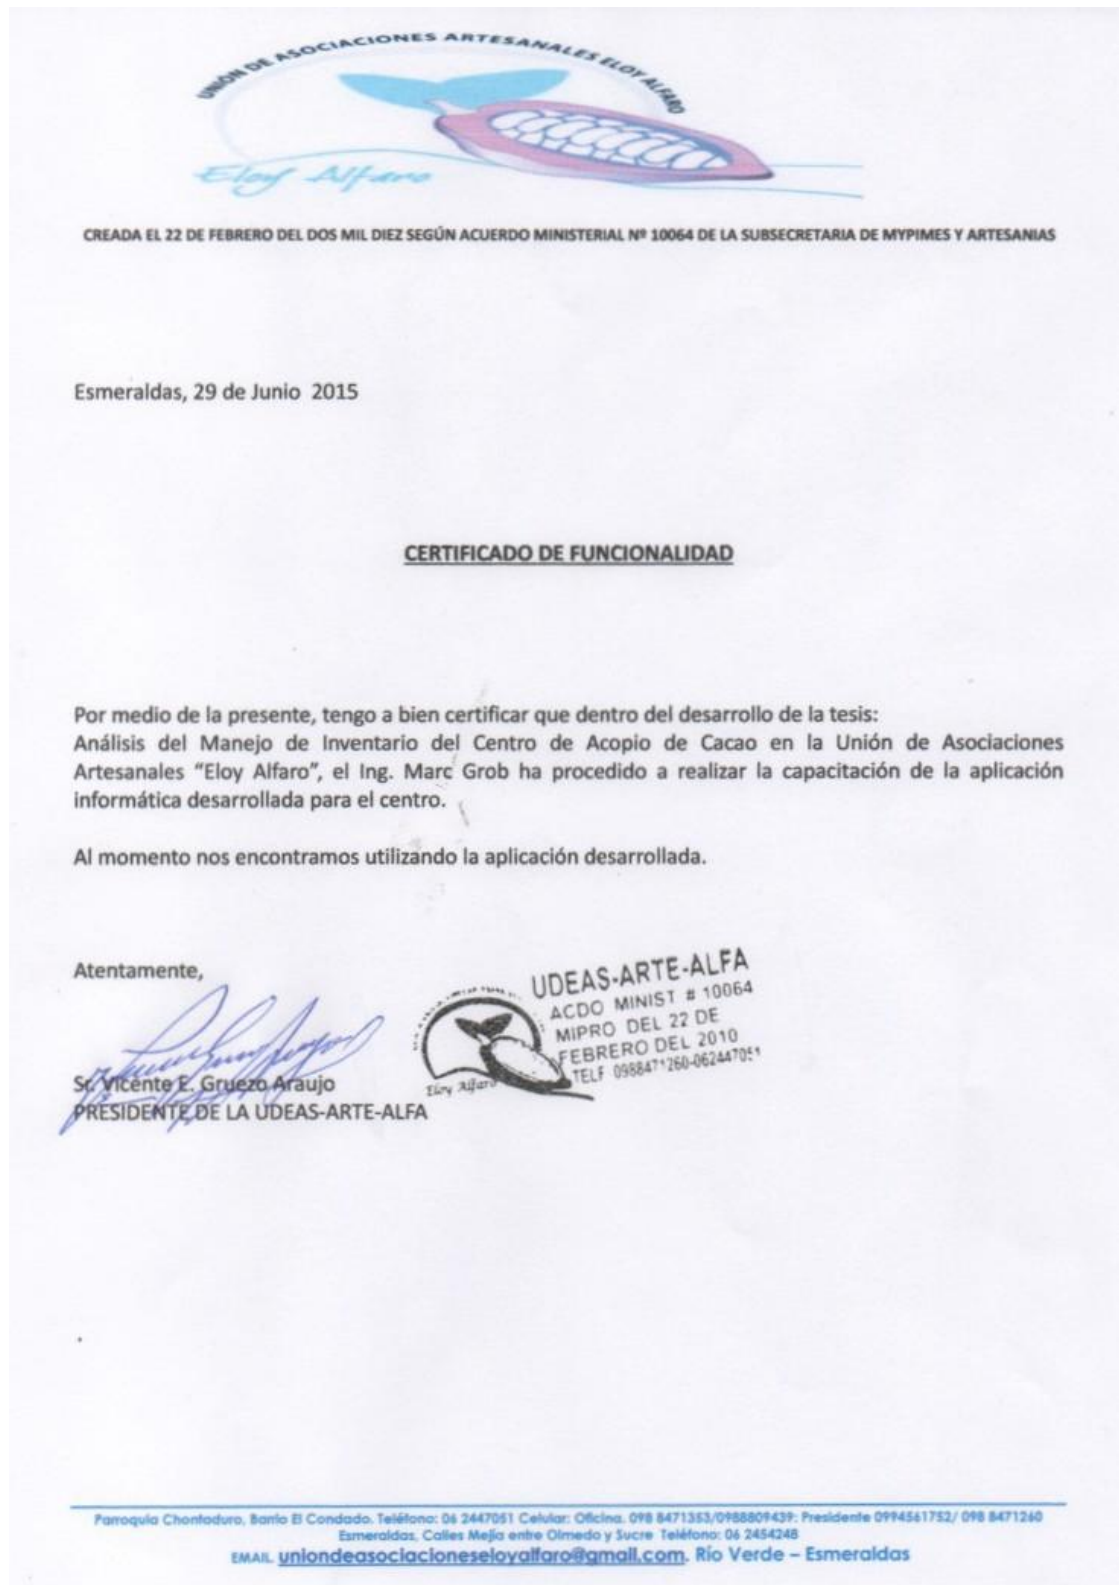 UNIÓN DE ASOCIACIONES ARTESANALES ELOY ALFARO
Eloy Alfaro
CREADA EL 22 DE FEBRERO DEL DOS MIL DIEZ SEGÚN ACUERDO MINISTERIAL Nº 10064 DE LA SUBSECRETARIA DE MYPIMES Y ARTESANIAS
Esmeraldas, 29 de Junio 2015
CERTIFICADO DE FUNCIONALIDAD
Por medio de la presente, tengo a bien certificar que dentro del desarrollo de la tesis:
Análisis del Manejo de Inventario del Centro de Acopio de Cacao en la Unión de Asociaciones
Artesanales “Eloy Alfaro”, el Ing. Marc Grob ha procedido a realizar la capacitación de la aplicación
informática desarrollada para el centro.
Al momento nos encontramos utilizando la aplicación desarrollada.
Atentamente,
Sr. Vicente E. Gruezo Araujo
PRESIDENTE DE LA UDEAS-ARTE-ALFA
Eloy Alfaro
UDEAS-ARTE-ALFA
ACDO MINIST # 10064
MIPRO DEL 22 DE
FEBRERO DEL 2010
TELF 0988471260-062447051
Parroquia Chontaduro, Barrio El Condado. Teléfono: 06 2447051 Celular: Oficina. 098 8471353/0988809439: Presidente 0994561752/ 098 8471260
Esmeraldas, Calles Mejía entre Olmedo y Sucre Teléfono: 06 2454248
EMAIL. uniondeasociacioneseloyalfaro@gmail.com. Río Verde – Esmeraldas